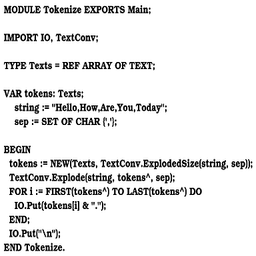 MODULE Tokenize EXPORTS Main;
IMPORT IO, TextConv;
TYPE Texts = REF ARRAY OF TEXT;
VAR tokens: Texts;
string := "Hello,How,Are,You,Today";
sep := SET OF CHAR {','};
BEGIN
tokens := NEW(Texts, TextConv.ExplodedSize(string, sep));
TextConv.Explode(string, tokens^, sep);
FOR i := FIRST(tokens^) TO LAST(tokens^) DO
IO.Put(tokens[i] & ".");
END;
IO.Put("\n");
END Tokenize.